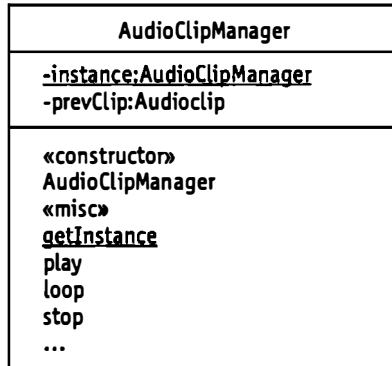 AudioClipManager
-instance:AudioClipManager
-prevClip:Audioclip
«constructor»
AudioClipManager
«misc»
getInstance
play
loop
stop
...